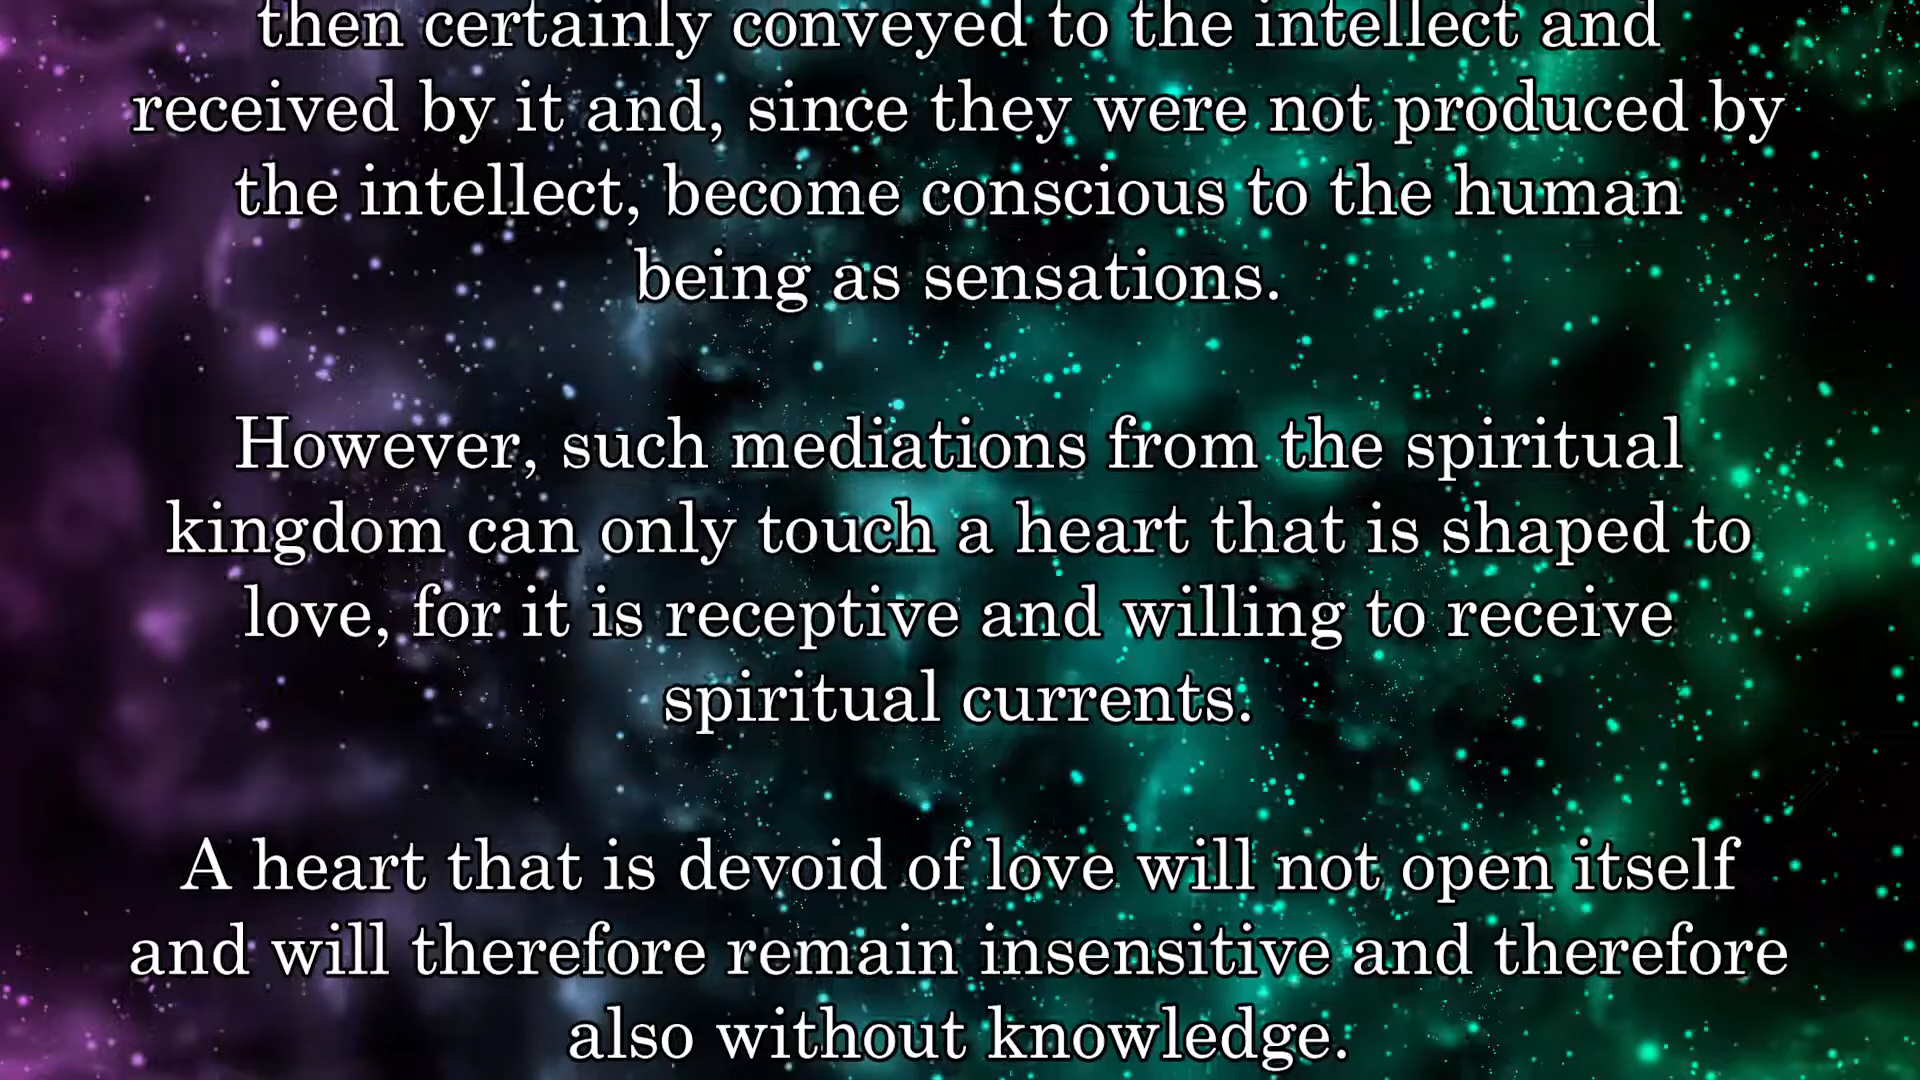 then certainly conveyed to the intellect and
received by it and, since they were not produced by
the intellect, become conscious to the human
being as sensations.
However, such mediations from the spiritual
kingdom can only touch a heart that is shaped to
love, for it is receptive and willing to receive
spiritual currents.
A heart that is devoid of love will not open itself
and will therefore remain insensitive and therefore
also without knowledge.